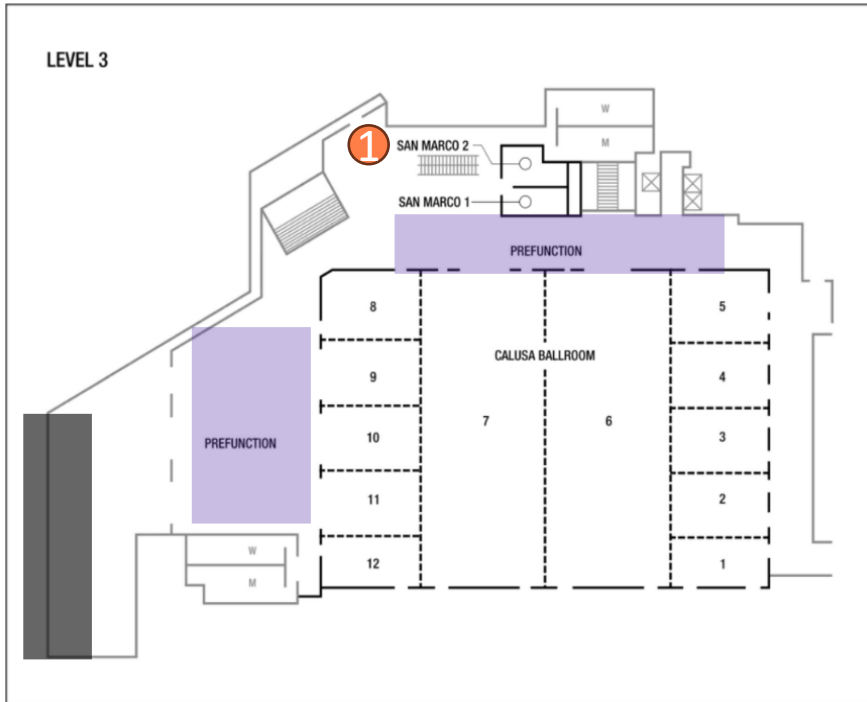 LEVEL 3
W
M
1
SAN MARCO 2
SAN MARCO 1
PREFUNCTION
8
5
CALUSA BALLROOM
9
4
7
6
10
3
PREFUNCTION
11
2
W
12
1
M